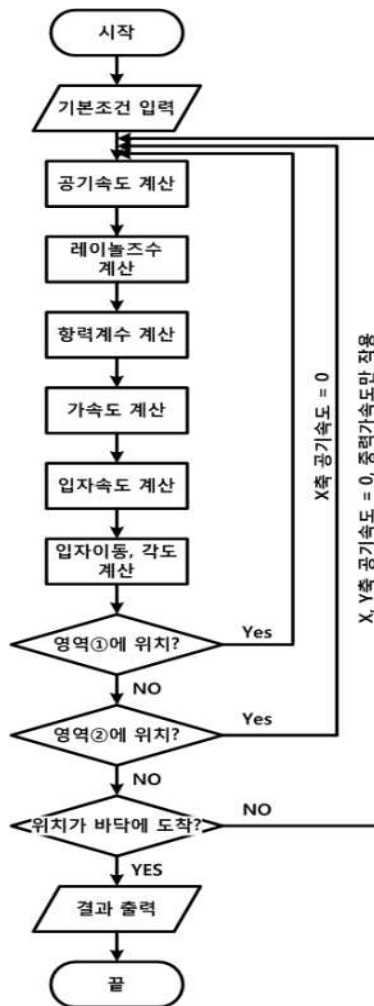 시작
기본조건 입력
공기속도 계산
레이놀즈수
계산
항력계수 계산
가속도 계산
입자속도 계산
입자이동, 각도
계산
영역①에 위치?
Yes
X축 공기속도 = 0
NO
영역②에 위치?
Yes
X, Y축 공기속도 = 0, 중력가속도만 작용
NO
위치가 바닥에 도착?
NO
YES
결과 출력
끝